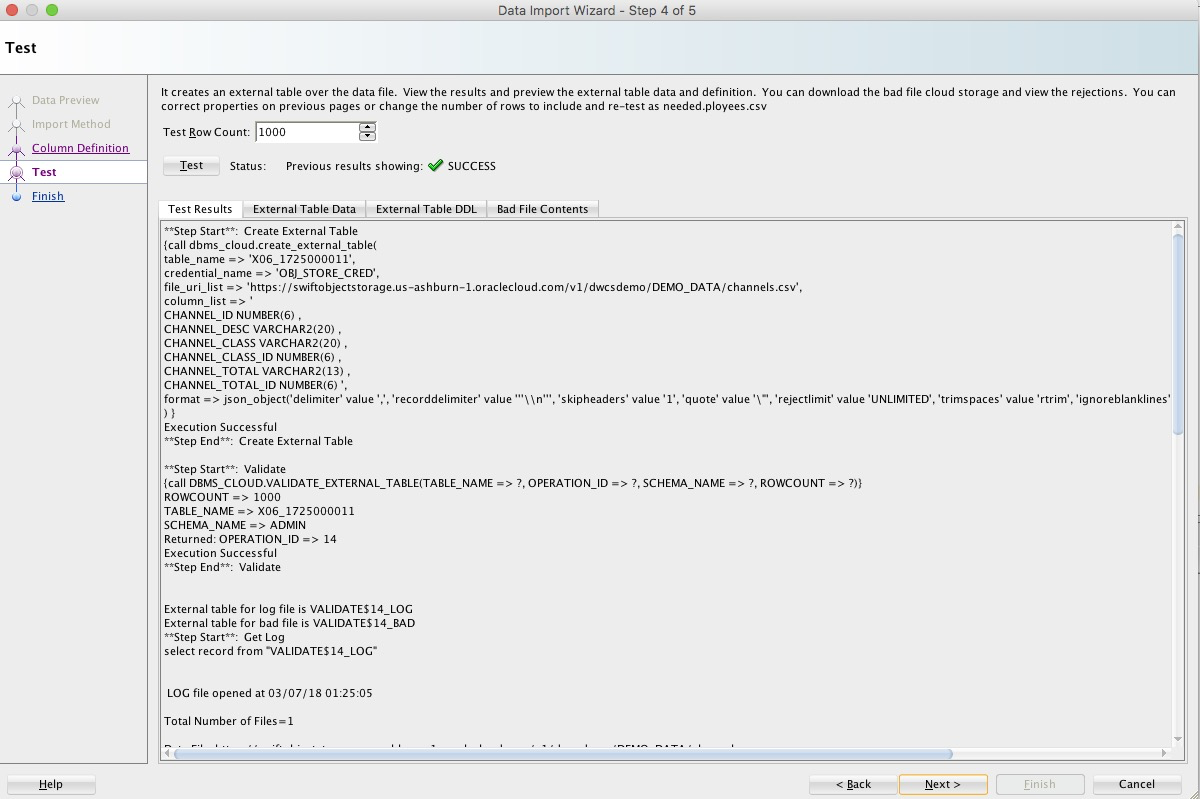 Data Import Wizard - Step 4 of 5
Test
Data Preview
Import Method
Column Definition
Test
Finish
It creates an external table over the data file. View the results and preview the external table data and definition. You can download the bad file cloud storage and view the rejections. You can
correct properties on previous pages or change the number of rows to include and re-test as needed.ployees.csv
Test Row Count: 1000
Test Status: Previous results showing: SUCCESS
Test Results External Table Data External Table DDL Bad File Contents
**Step Start**: Create External Table
{call dbms_cloud.create_external_table(
table_name => 'X06_1725000011',
credential_name => 'OBJ_STORE_CRED',
file_uri_list => 'https://swiftobjectstorage.us-ashburn-1.oraclecloud.com/v1/dwcsdemo/DEMO_DATA/channels.csv',
column_list => '
CHANNEL_ID NUMBER(6) ,
CHANNEL_DESC VARCHAR2(20) ,
CHANNEL_CLASS VARCHAR2(20) ,
CHANNEL_CLASS_ID NUMBER(6) ,
CHANNEL_TOTAL VARCHAR2(13) ,
CHANNEL_TOTAL_ID NUMBER(6) ',
format => json_object('delimiter' value ',', 'recorddelimiter' value '''\\n''', 'skipheaders' value '1', 'quote' value '\"', 'rejectlimit' value 'UNLIMITED', 'trimspaces' value 'rtrim', 'ignoreblanklines'
) }
Execution Successful
**Step End**: Create External Table
**Step Start**: Validate
{call DBMS_CLOUD.VALIDATE_EXTERNAL_TABLE(TABLE_NAME => ?, OPERATION_ID => ?, SCHEMA_NAME => ?, ROWCOUNT => ?)}
ROWCOUNT => 1000
TABLE_NAME => X06_1725000011
SCHEMA_NAME => ADMIN
Returned: OPERATION_ID => 14
Execution Successful
**Step End**: Validate
External table for log file is VALIDATE$14_LOG
External table for bad file is VALIDATE$14_BAD
**Step Start**: Get Log
select record from "VALIDATE$14_LOG"
LOG file opened at 03/07/18 01:25:05
Total Number of Files=1
Help < Back Next > Finish Cancel